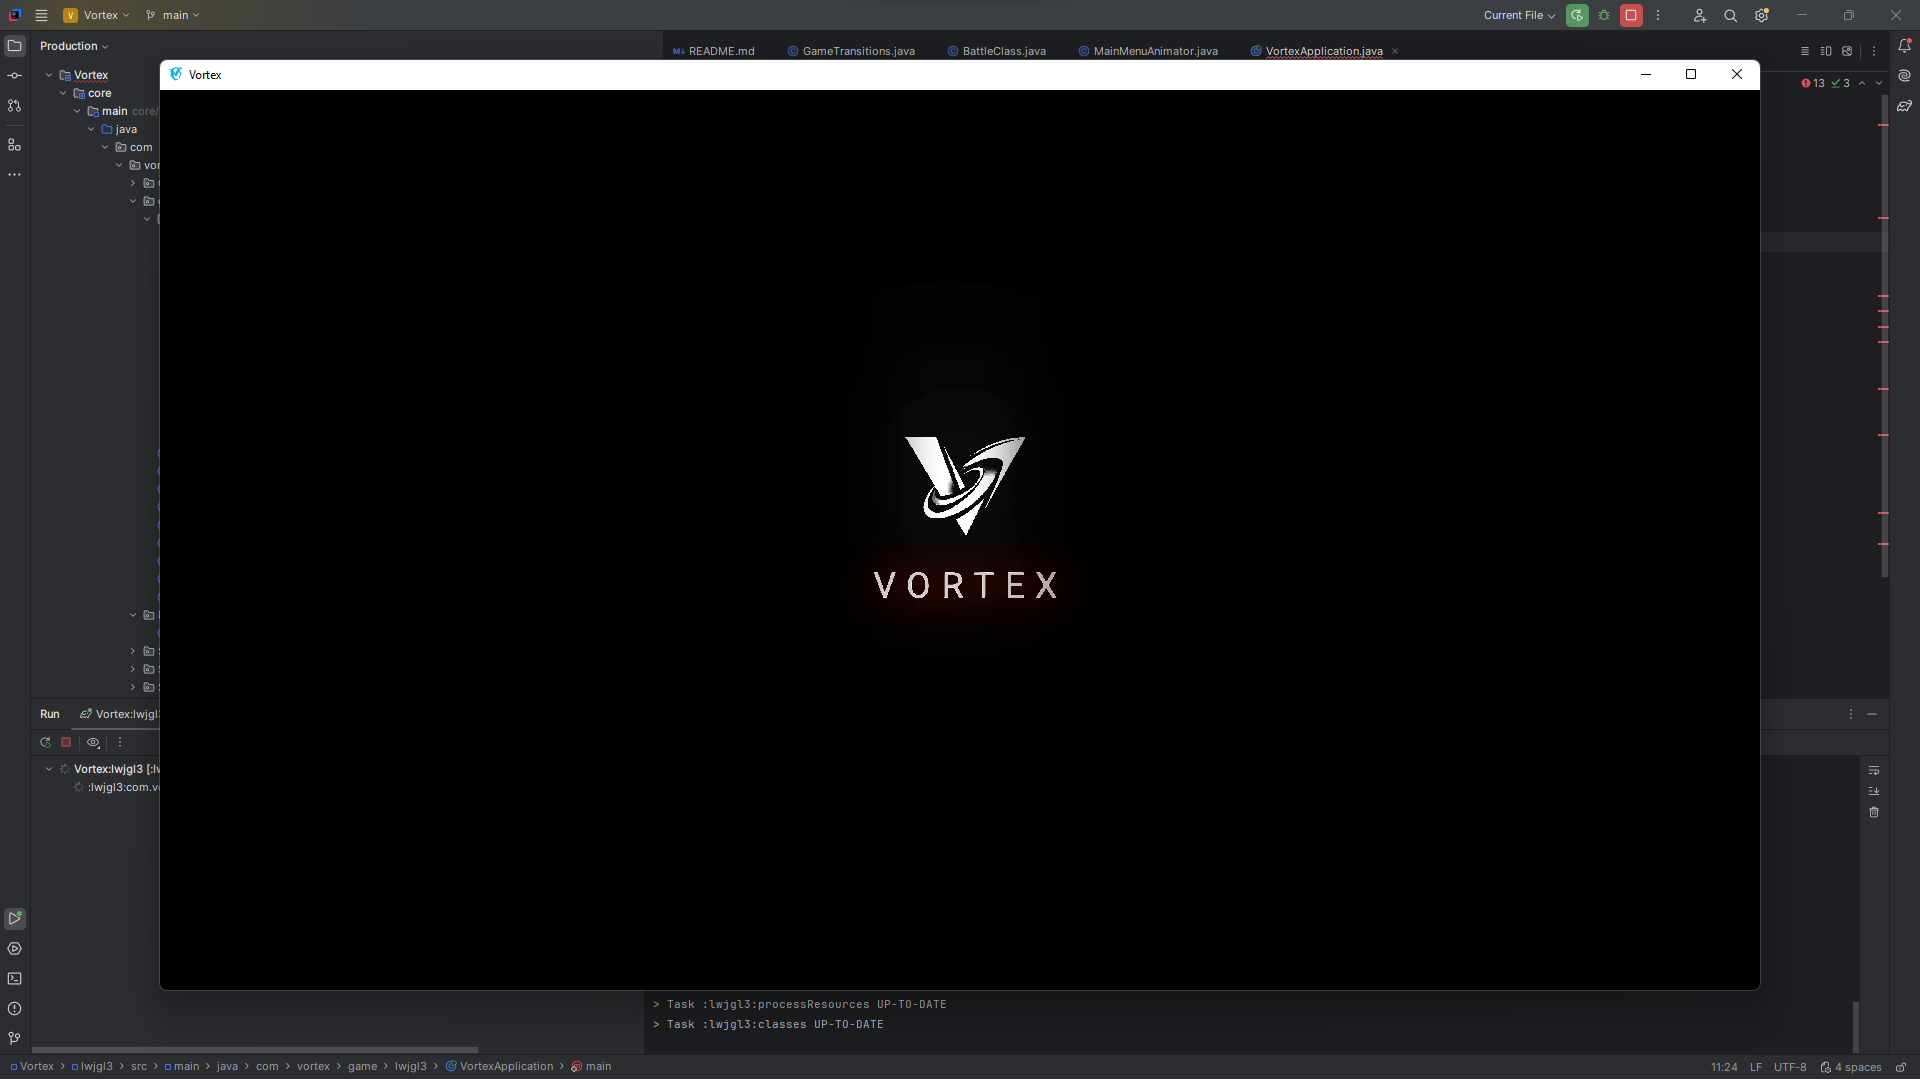 V Vortex main
Current File
Production
README.md GameTransitions.java BattleClass.java MainMenuAnimator.java VortexApplication.java
Vortex
Vortex
13 3
core
main core/
java
com
VORTEX
Run Vortex:lwjgl3
Vortex:lwjgl3
:lwjgl3:com.v
> Task :lwjgl3:processResources UP-TO-DATE
> Task :lwjgl3:classes UP-TO-DATE
Vortex > lwjgl3 > src > main > java > com > vortex > game > lwjgl3 > VortexApplication > main
11:24 LF UTF-8 4 spaces